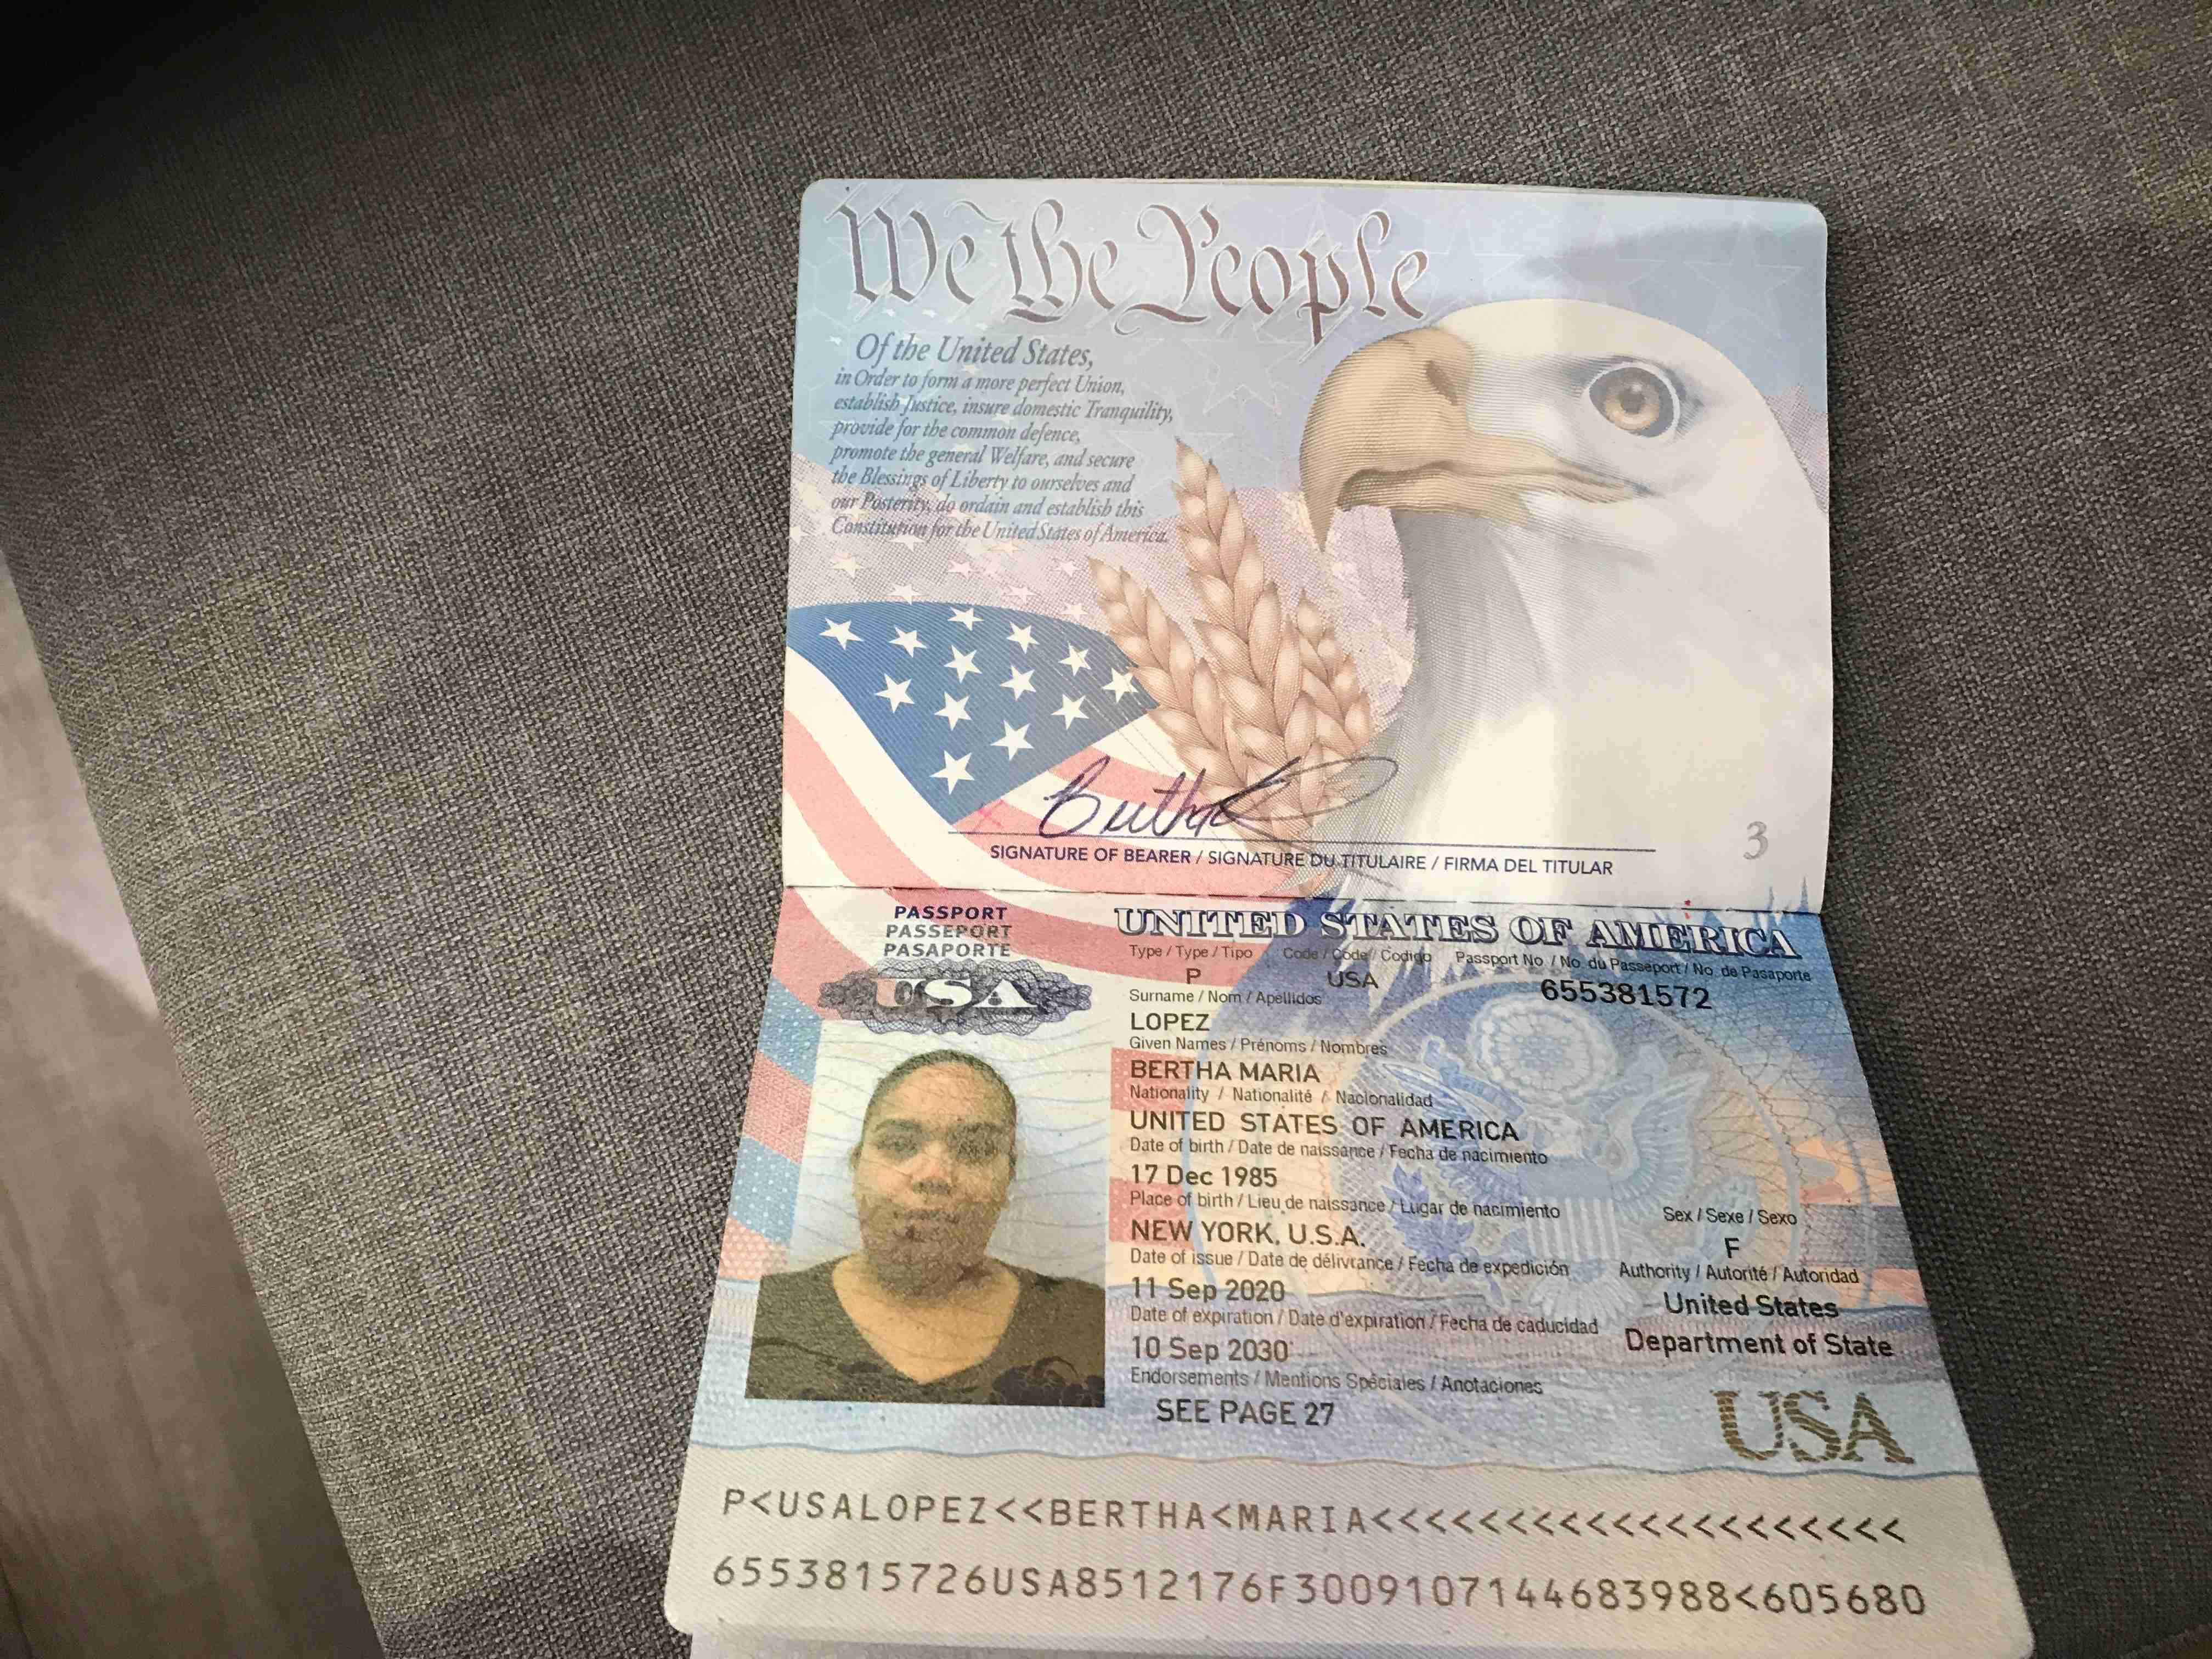 We the People
Of the United States,
in Order to form a more perfect Union,
establish Justice, insure domestic Tranquility,
provide for the common defence,
promote the general Welfare, and secure
the Blessings of Liberty to ourselves and
our Posterity, do ordain and establish this
Constitution for the United States of America.
SIGNATURE OF BEARER / SIGNATURE DU TITULAIRE / FIRMA DEL TITULAR
3
PASSPORT
PASSEPORT
PASAPORTE
USA
UNITED STATES OF AMERICA
Type / Type / Tipo Code / Code / Codigo Passport No. / No. du Passeport / No. de Pasaporte
P USA 655381572
Surname / Nom / Apellidos
LOPEZ
Given Names / Prénoms / Nombres
BERTHA MARIA
Nationality / Nationalité / Nacionalidad
UNITED STATES OF AMERICA
Date of birth / Date de naissance / Fecha de nacimiento
17 Dec 1985
Place of birth / Lieu de naissance / Lugar de nacimiento Sex / Sexe / Sexo
NEW YORK, U.S.A. F
Date of issue / Date de délivrance / Fecha de expedición Authority / Autorité / Autoridad
11 Sep 2020 United States
Date of expiration / Date d'expiration / Fecha de caducidad Department of State
10 Sep 2030
Endorsements / Mentions Spéciales / Anotaciones
SEE PAGE 27
USA
P<USALOPEZ<<BERTHA<MARIA<<<<<<<<<<<<<<<<<<<<
6553815726USA8512176F3009107144683988<605680